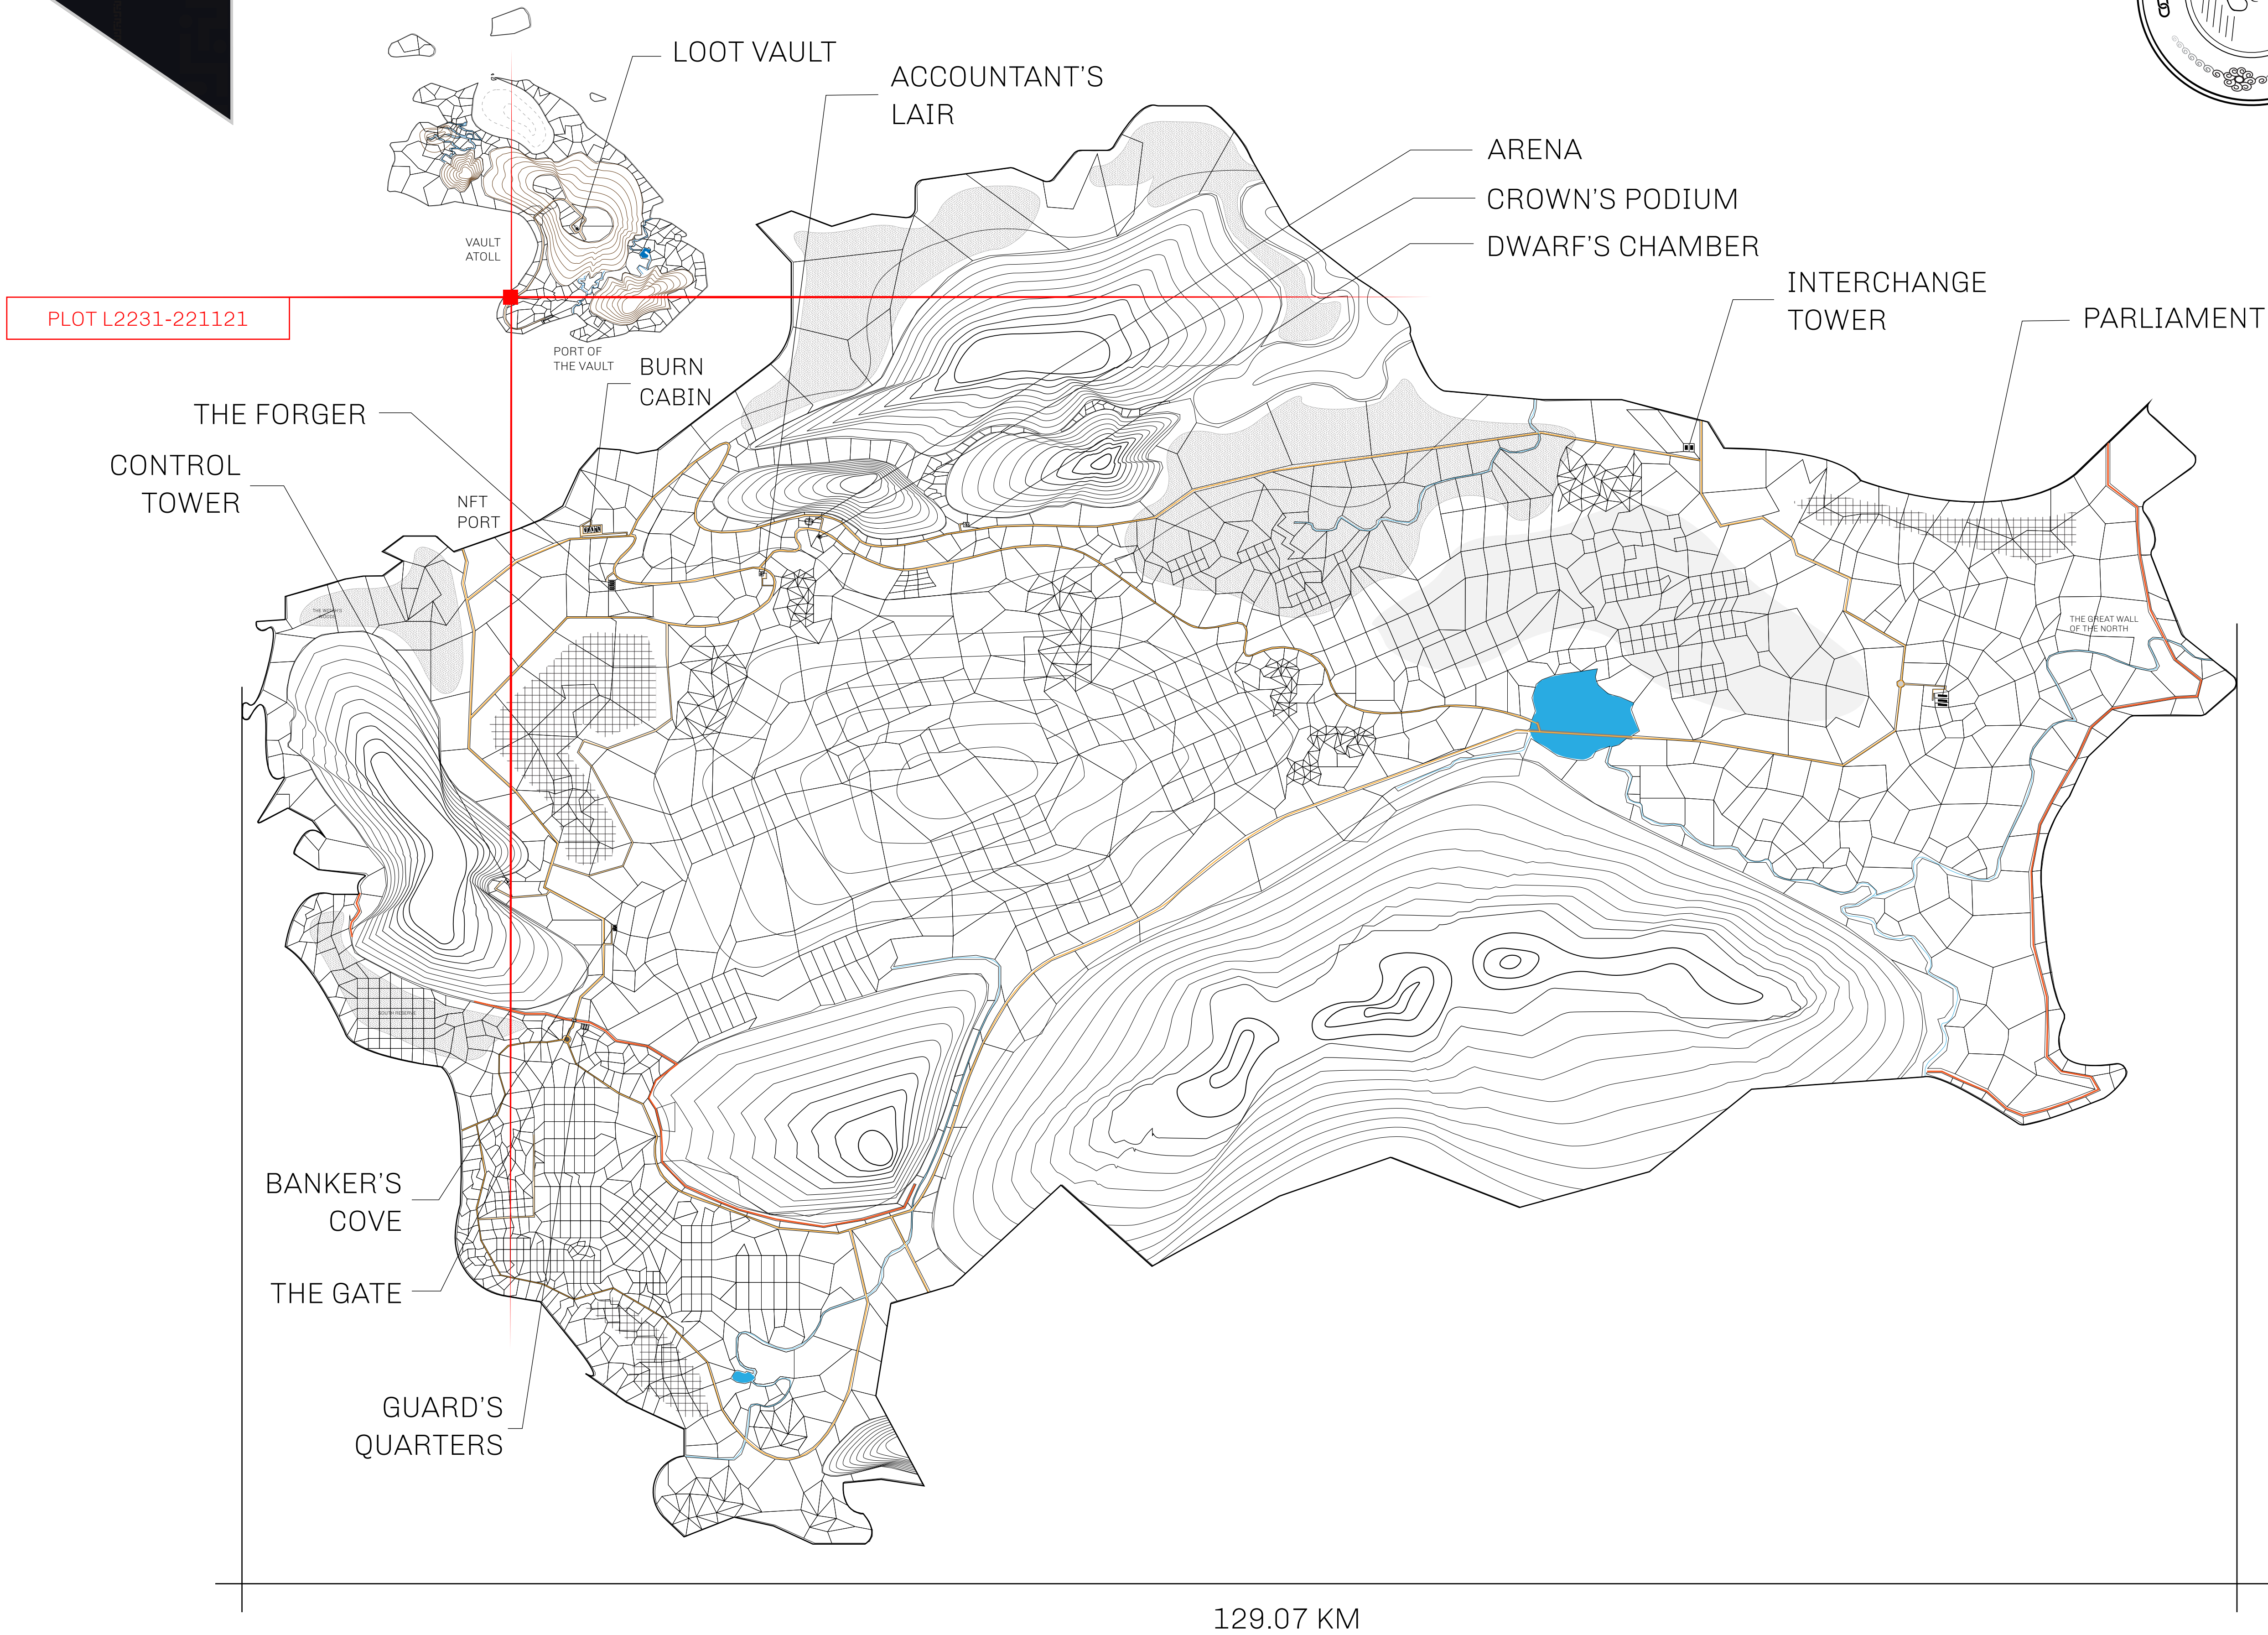 LOOT VAULT
ACCOUNTANT'S
LAIR
ARENA
CROWN'S PODIUM
DWARF'S CHAMBER
INTERCHANGE
TOWER
PARLIAMENT
VAULT
ATOLL
PLOT L2231-221121
PORT OF
THE VAULT
BURN
CABIN
THE FORGER
CONTROL
TOWER
NFT
PORT
THE GREAT WALL
OF THE NORTH
SOUTH RESERVE
BANKER'S
COVE
THE GATE
GUARD'S
QUARTERS
129.07 KM